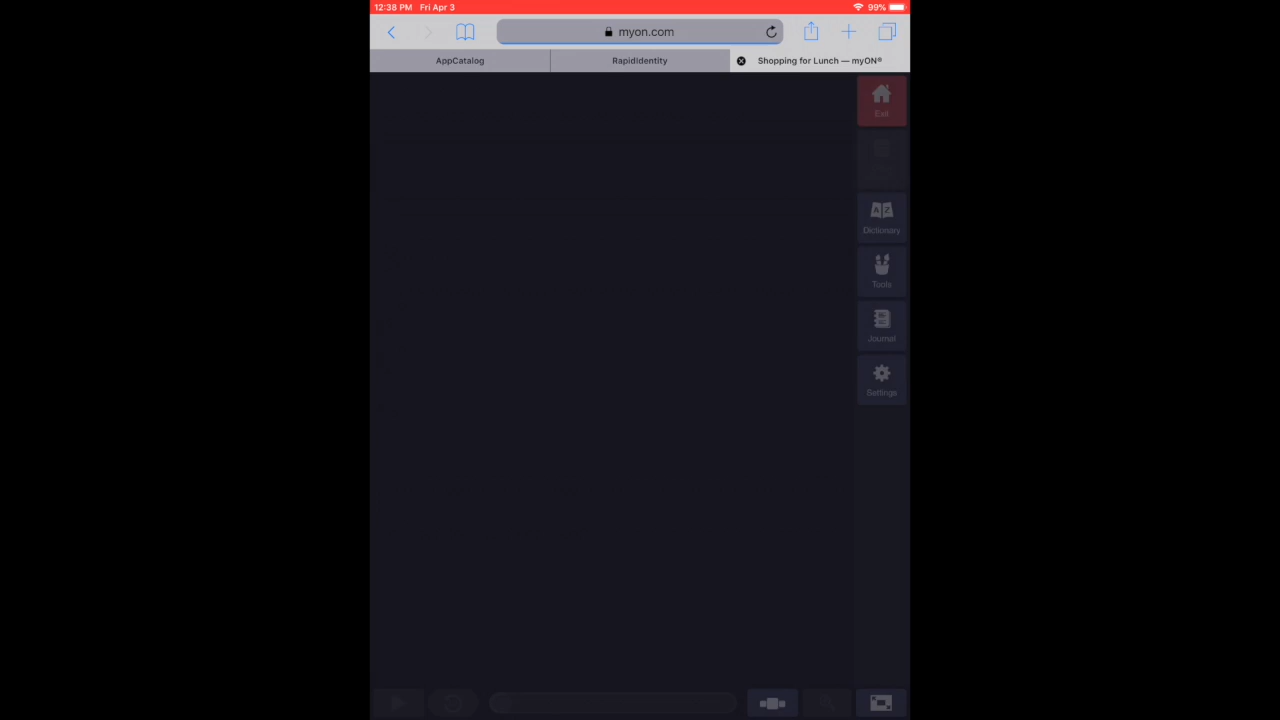 12:38 PM Fri Apr 3 99%
myon.com
AppCatalog RapidIdentity Shopping for Lunch — myON®
Exit
Dictionary
Tools
Journal
Settings